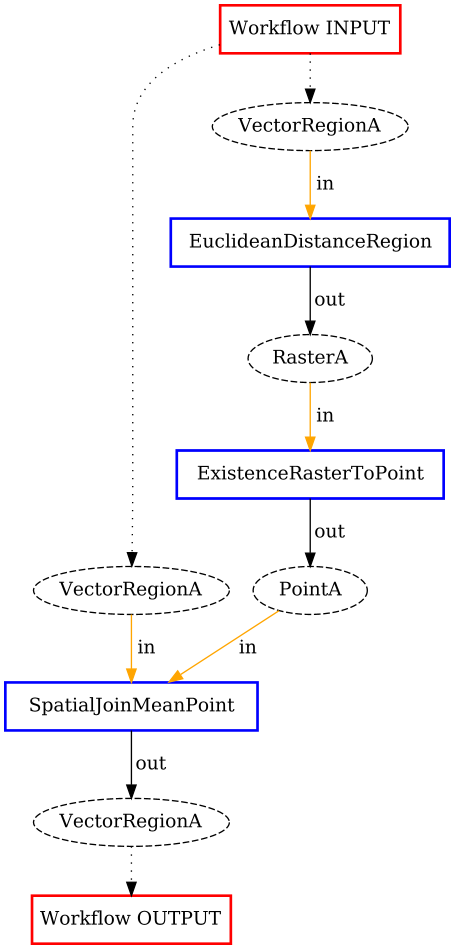 Workflow INPUT
VectorRegionA
in
EuclideanDistanceRegion
out
RasterA
in
ExistenceRasterToPoint
out
VectorRegionA
PointA
in
in
SpatialJoinMeanPoint
out
VectorRegionA
Workflow OUTPUT